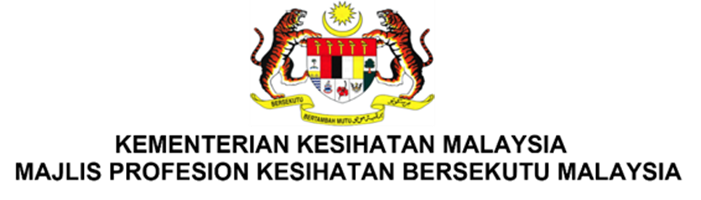 BERSEKUTU
BERTAMBAH MUTU
KEMENTERIAN KESIHATAN MALAYSIA
MAJLIS PROFESION KESIHATAN BERSEKUTU MALAYSIA